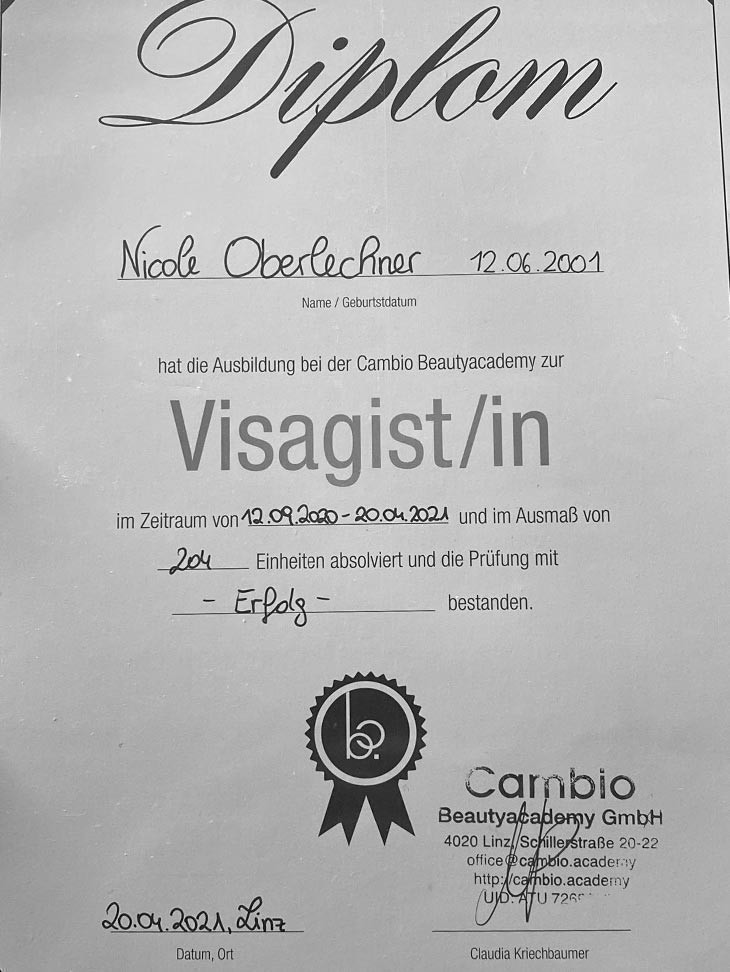 Diplom
Nicole Oberlechner 12.06.2001
Name / Geburtstdatum
hat die Ausbildung bei der Cambio Beautyacademy zur
Visagist/in
im Zeitraum von 12.09.2020 - 20.04.2021 und im Ausmaß von
204 Einheiten absolviert und die Prüfung mit
- Erfolg - bestanden.
b.
Cambio
Beautyacademy GmbH
4020 Linz, Schillerstraße 20-22
office@cambio.academy
http://cambio.academy
UID: ATU
20.04.2021, Linz
Datum, Ort
Claudia Kriechbaumer